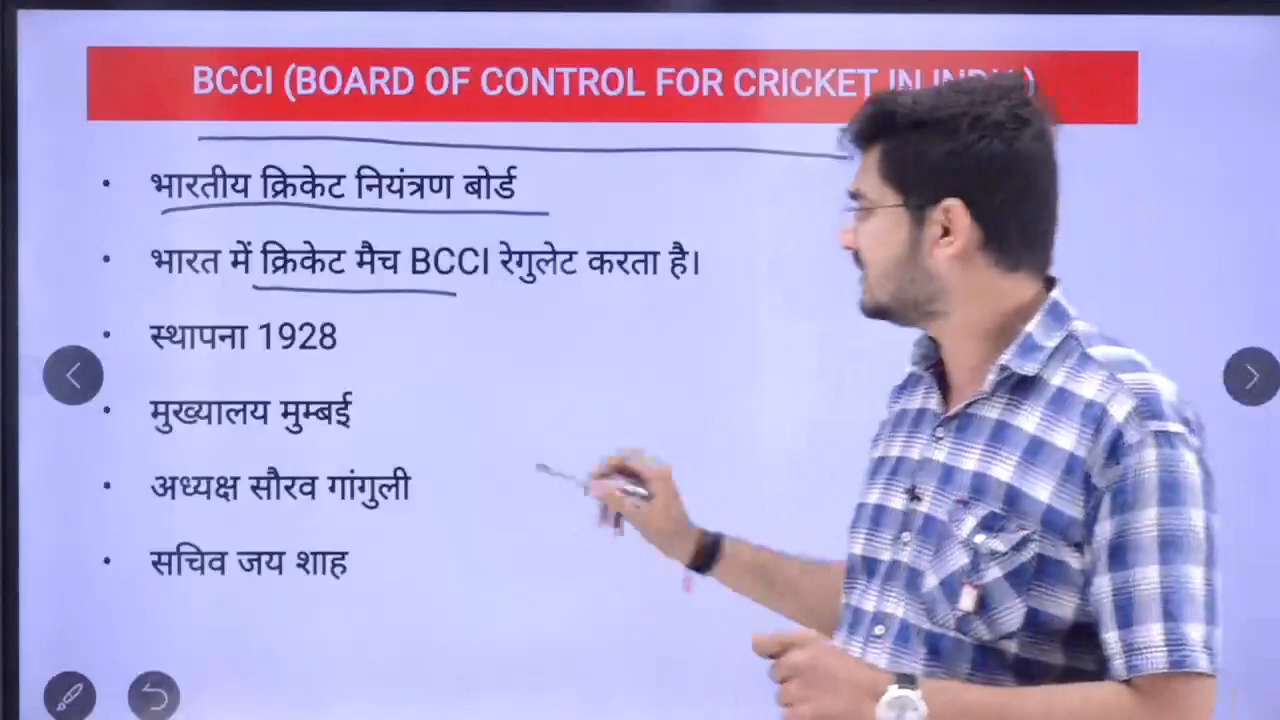 BCCI (BOARD OF CONTROL FOR CRICKET IN
भारतीय क्रिकेट नियंत्रण बोर्ड
भारत में क्रिकेट मैच BCCI रेगुलेट करता है।
स्थापना 1928
मुख्यालय मुम्बई
अध्यक्ष सौरव गांगुली
सचिव जय शाह